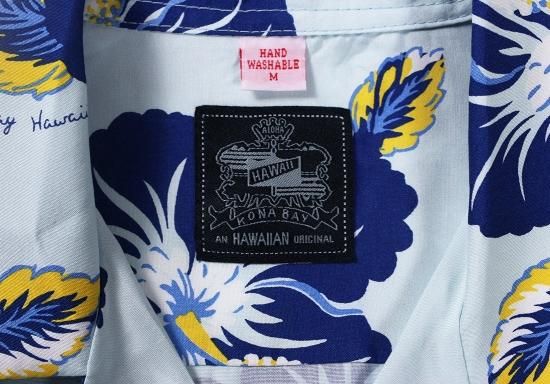 HAND
WASHABLE
M
Hawaii
ALOHA
HAWAII
KONA BAY
AN HAWAIIAN ORIGINAL